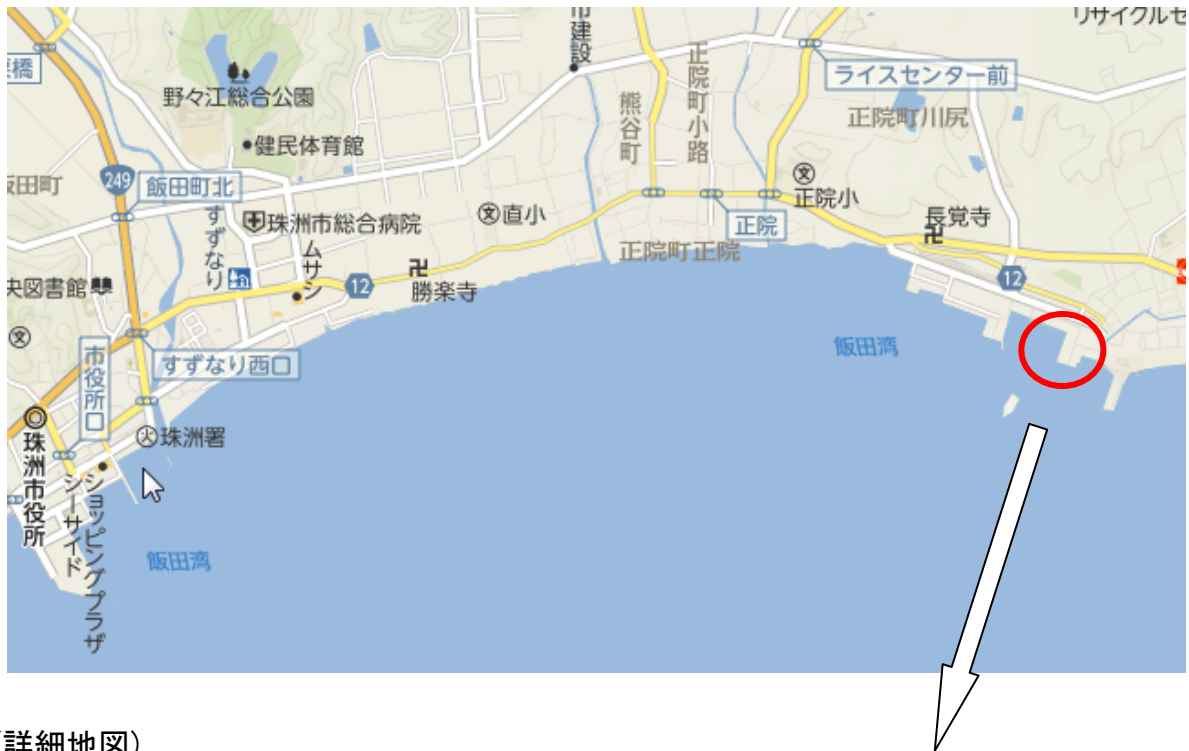 リサイクルセ
市建設
橋
野々江総合公園
ライスセンター前
正院町小路
熊谷町
正院町川尻
健民体育館
249
飯田町北
飯田町
文
正院小
珠洲市総合病院
文直小
正院
長覚寺
すずなり
正院町正院
ムサシ
12
勝楽寺
12
央図書館
文
飯田湾
すずなり西口
市役所口
火珠洲署
珠洲市役所
ショッピングプラザ
シーサイド
飯田湾
詳細地図）